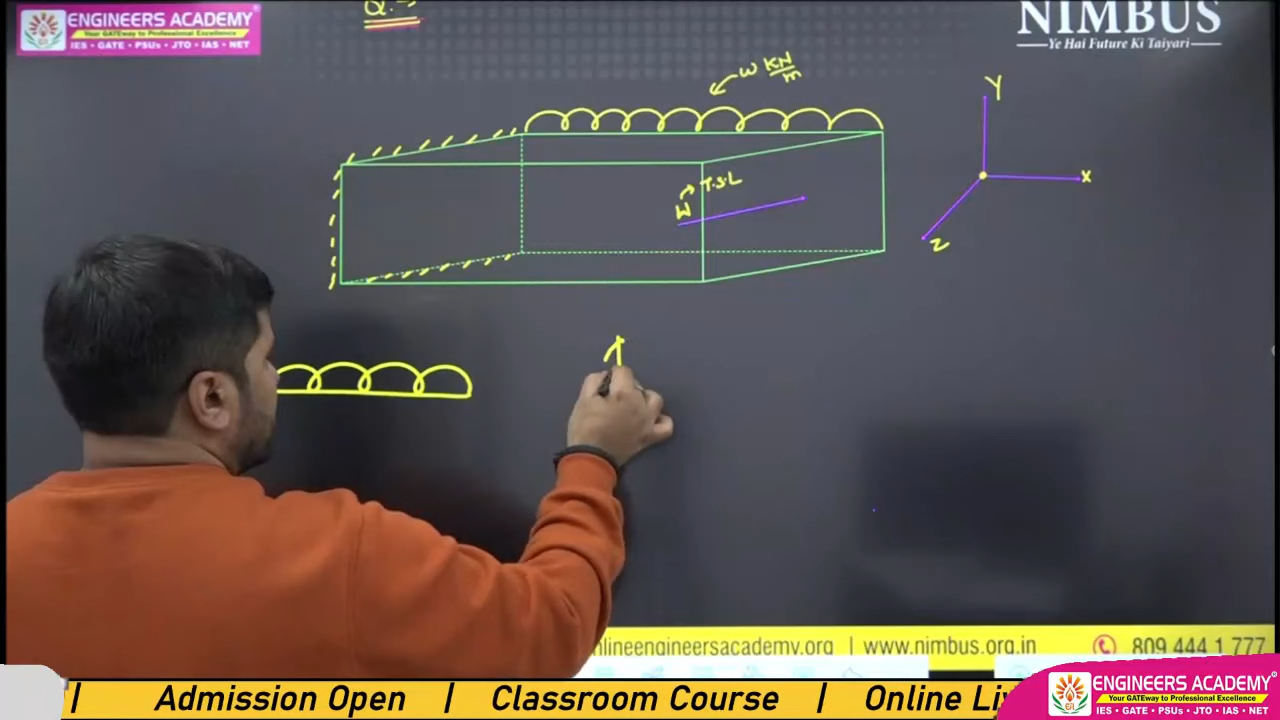 ENGINEERS ACADEMY
Your GATEway to Professional Excellence
IES • GATE • PSUs • JTO • IAS • NET
Q.→
NIMBUS
Ye Hai Future Ki Taiyari
w KN/m
Y
X
Z
W → T.S.L
nlineengineersacademy.org | www.nimbus.org.in
809 444 1 777
| Admission Open | Classroom Course | Online Li
ENGINEERS ACADEMY
Your GATEway to Professional Excellence
IES • GATE • PSUs • JTO • IAS • NET